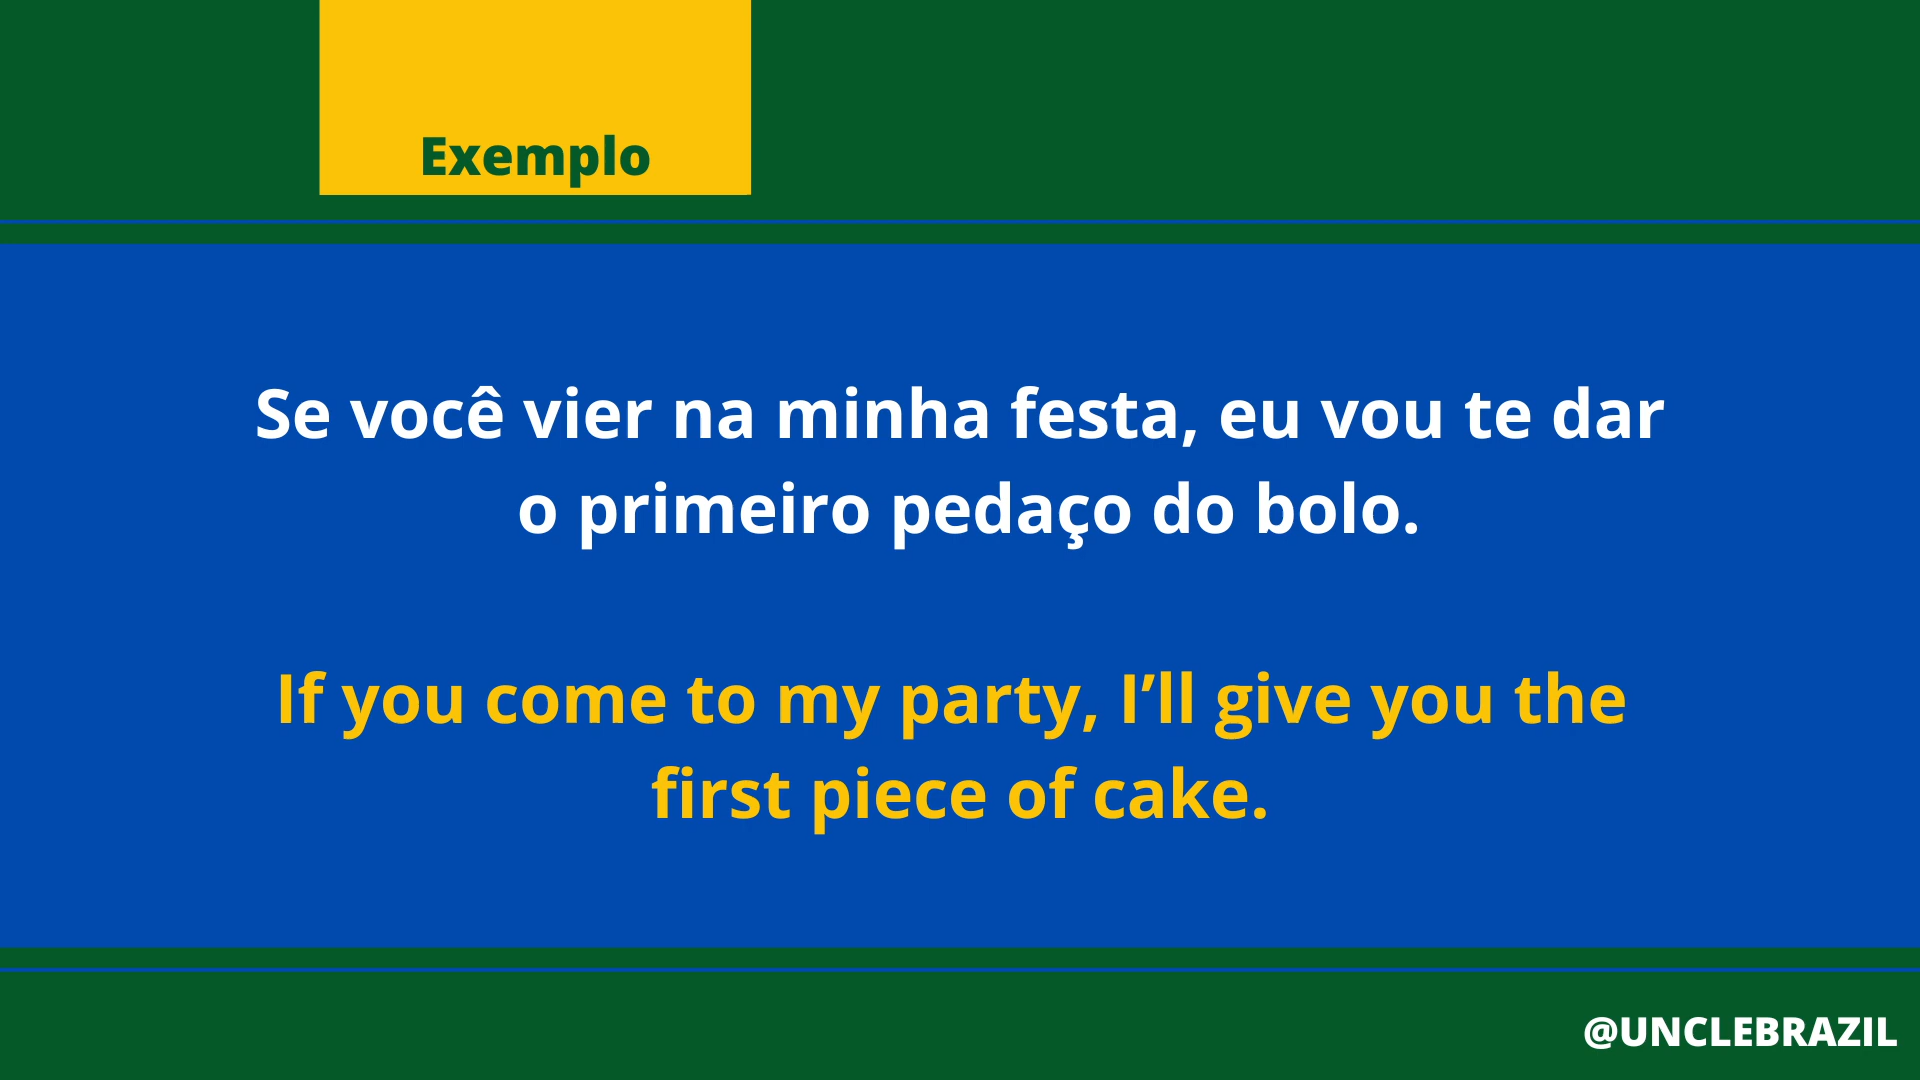 Exemplo
Se você vier na minha festa, eu vou te dar
o primeiro pedaço do bolo.
If you come to my party, I’ll give you the
first piece of cake.
@UNCLEBRAZIL